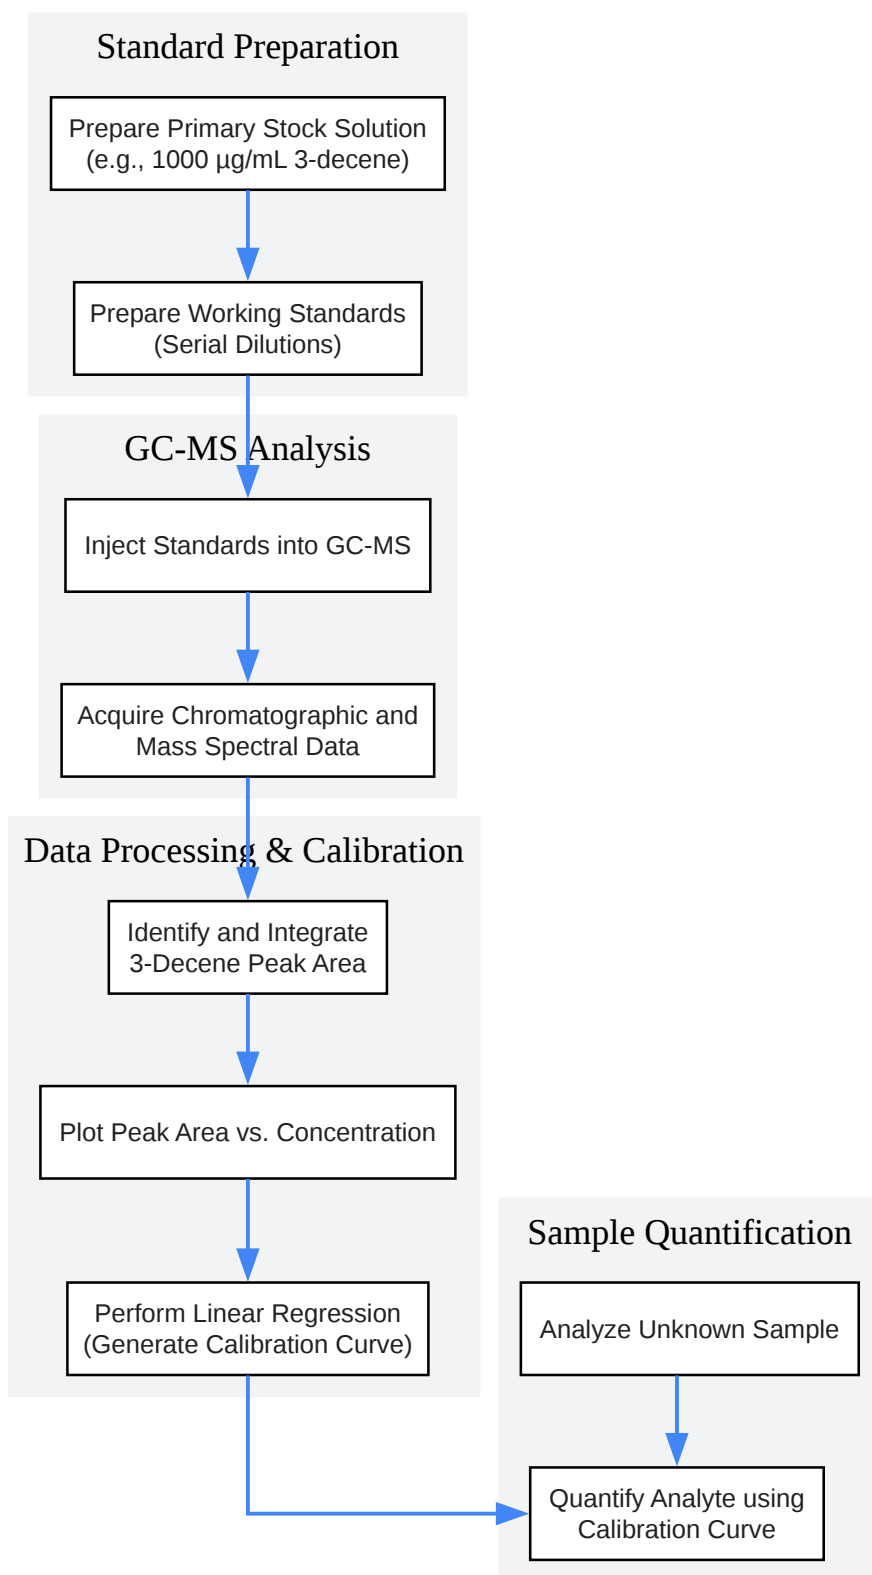 Standard Preparation
Prepare Primary Stock Solution
(e.g., 1000 µg/mL 3-decene)
Prepare Working Standards
(Serial Dilutions)
GC-MS Analysis
Inject Standards into GC-MS
Acquire Chromatographic and
Mass Spectral Data
Data Processing & Calibration
Identify and Integrate
3-Decene Peak Area
Plot Peak Area vs. Concentration
Perform Linear Regression
(Generate Calibration Curve)
Sample Quantification
Analyze Unknown Sample
Quantify Analyte using
Calibration Curve